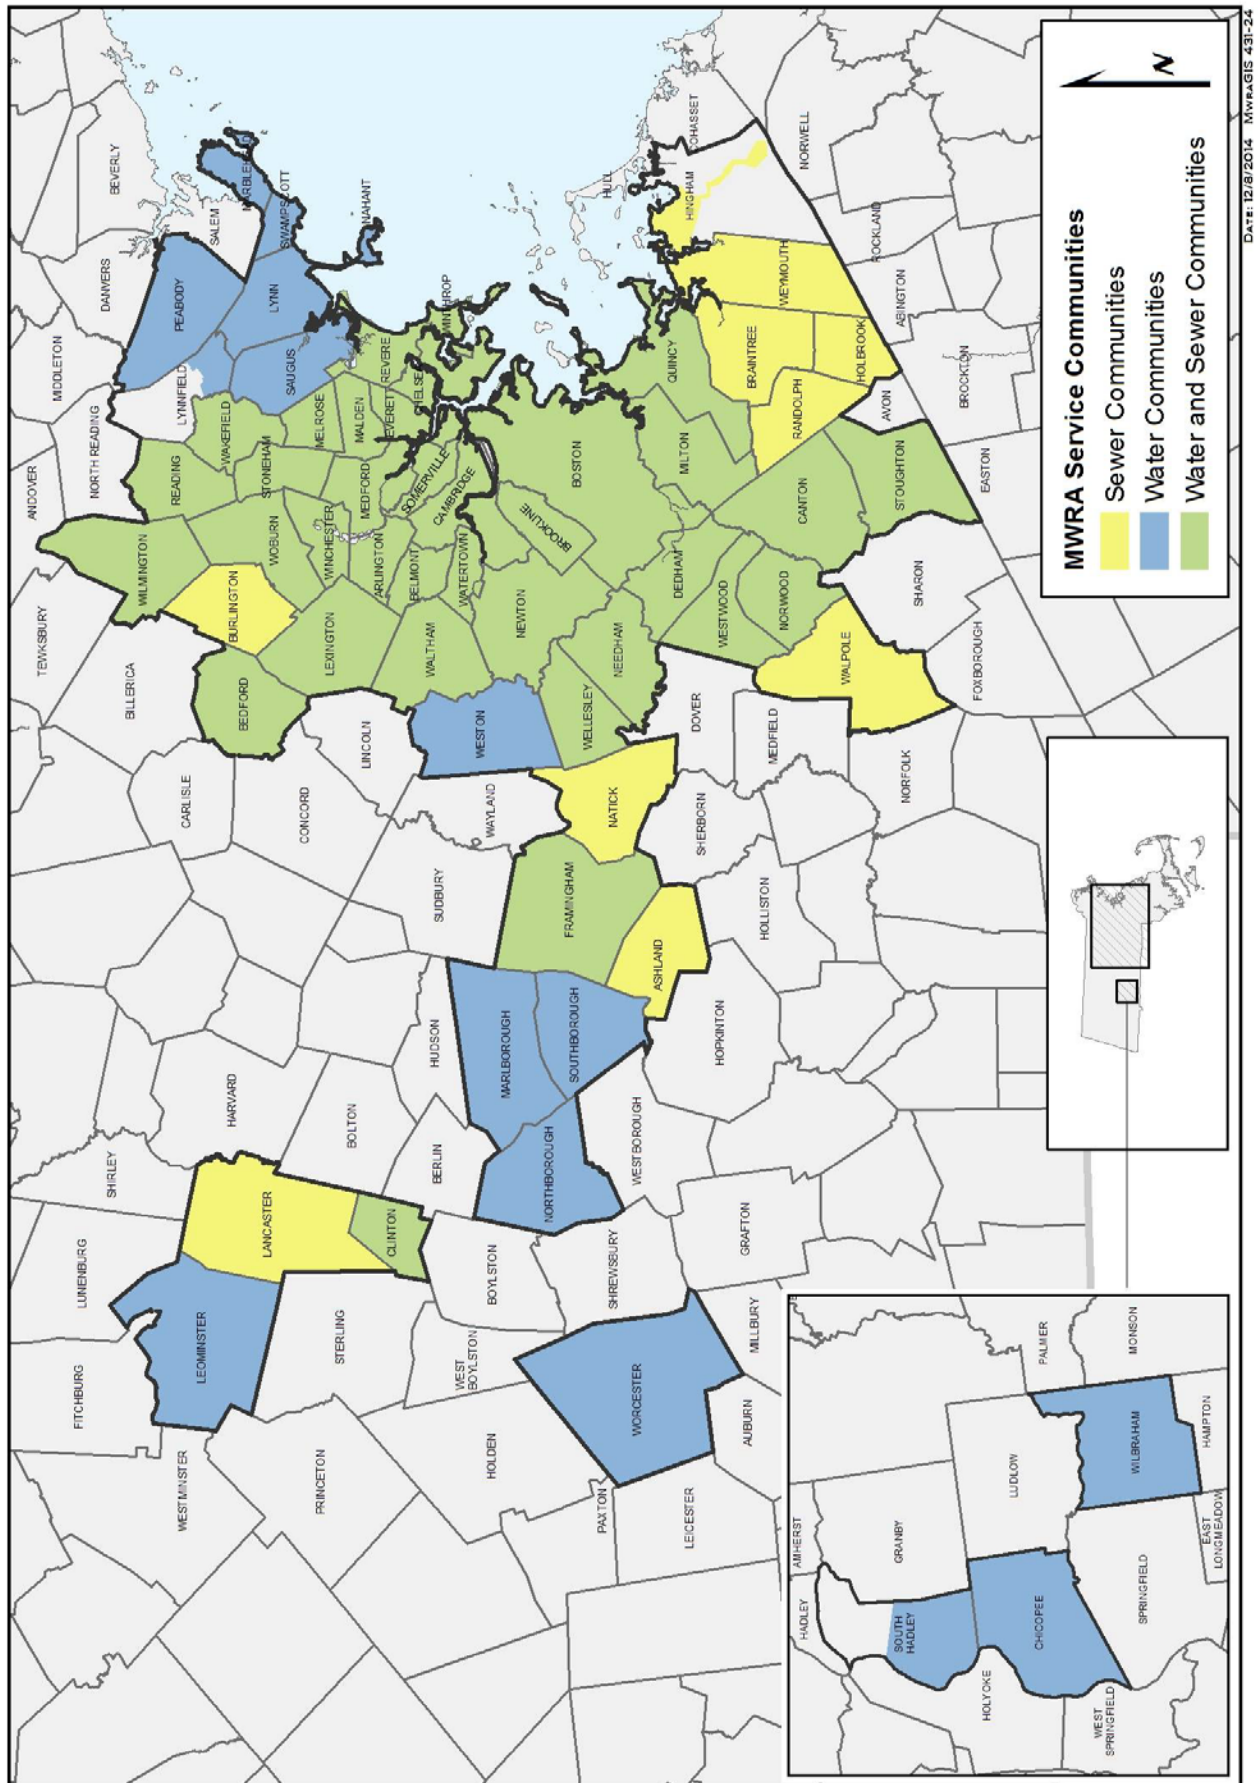 ANDOVER
TEWKSBURY
MIDDLETON
FITCHBURG
LUNENBURG
SHIRLEY
NORTH READING
DANVERS
BEVERLY
BILLERICA
WILMINGTON
WESTMINSTER
CARLISLE
READING
LYNNFIELD
PEABODY
LEOMINSTER
HARVARD
BURLINGTON
WAKEFIELD
SALEM
BEDFORD
MARBLEHEAD
LANCASTER
WOBURN
STONEHAM
LYNN
SAUGUS
SWAMPSCOTT
PRINCETON
STERLING
CONCORD
LEXINGTON
WINCHESTER
MELROSE
BOLTON
LINCOLN
MEDFORD
MALDEN
NAHANT
CLINTON
ARLINGTON
EVERETT
REVERE
BELMONT
CHELSEA
BERLIN
HUDSON
SUDBURY
WALTHAM
SOMERVILLE
WINTHROP
WATERTOWN
CAMBRIDGE
WEST
BOYLSTON
HOLDEN
BOYLSTON
WAYLAND
WESTON
MARLBOROUGH
NEWTON
NORTHBOROUGH
SOUTHBOROUGH
FRAMINGHAM
BROOKLINE
BOSTON
WELLESLEY
PAXTON
SHREWSBURY
NATICK
NEEDHAM
HULL
WORCESTER
WESTBOROUGH
ASHLAND
DEDHAM
QUINCY
LEICESTER
MILTON
HINGHAM
COHASSET
SHERBORN
DOVER
HOPKINTON
WESTWOOD
AUBURN
MILLBURY
GRAFTON
HOLLISTON
MEDFIELD
NORWOOD
BRAINTREE
WEYMOUTH
CANTON
RANDOLPH
NORWELL
WALPOLE
HOLBROOK
AVON
ROCKLAND
NORFOLK
STOUGHTON
ABINGTON
SHARON
BROCKTON
FOXBOROUGH
EASTON
HADLEY
AMHERST
SOUTH
HADLEY
GRANBY
HOLYOKE
LUDLOW
PALMER
CHICOPEE
WEST
SPRINGFIELD
SPRINGFIELD
WILBRAHAM
MONSON
EAST
LONGMEADOW
HAMPTON
MWRA Service Communities
Sewer Communities
Water Communities
Water and Sewer Communities
N
DATE: 12/8/2014 MWRAGIS 431-24